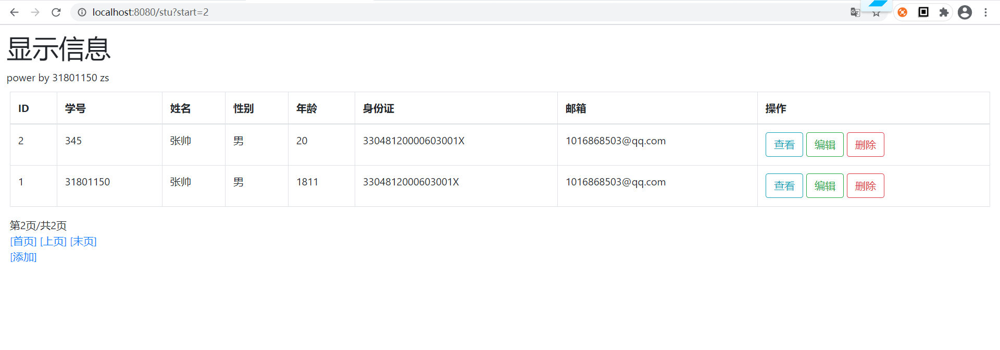 localhost:8080/stu?start=2
显示信息
power by 31801150 zs
ID 学号 姓名 性别 年龄 身份证 邮箱 操作
2 345 张帅 男 20 33048120000603001X 1016868503@qq.com 查看 编辑 删除
1 31801150 张帅 男 1811 3304812000603001X 1016868503@qq.com 查看 编辑 删除
第2页/共2页
[首页] [上页] [末页]
[添加]